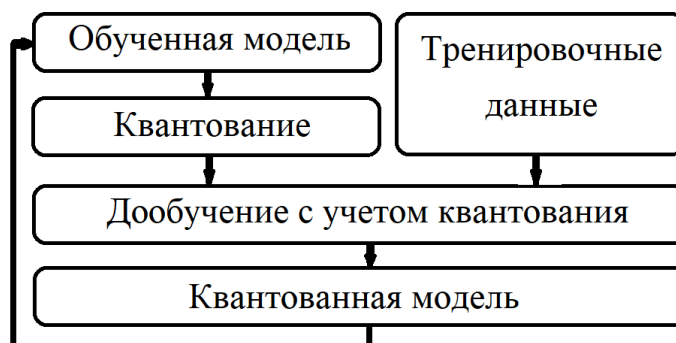 Обученная модель
Тренировочные
данные
Квантование
Дообучение с учетом квантования
Квантованная модель